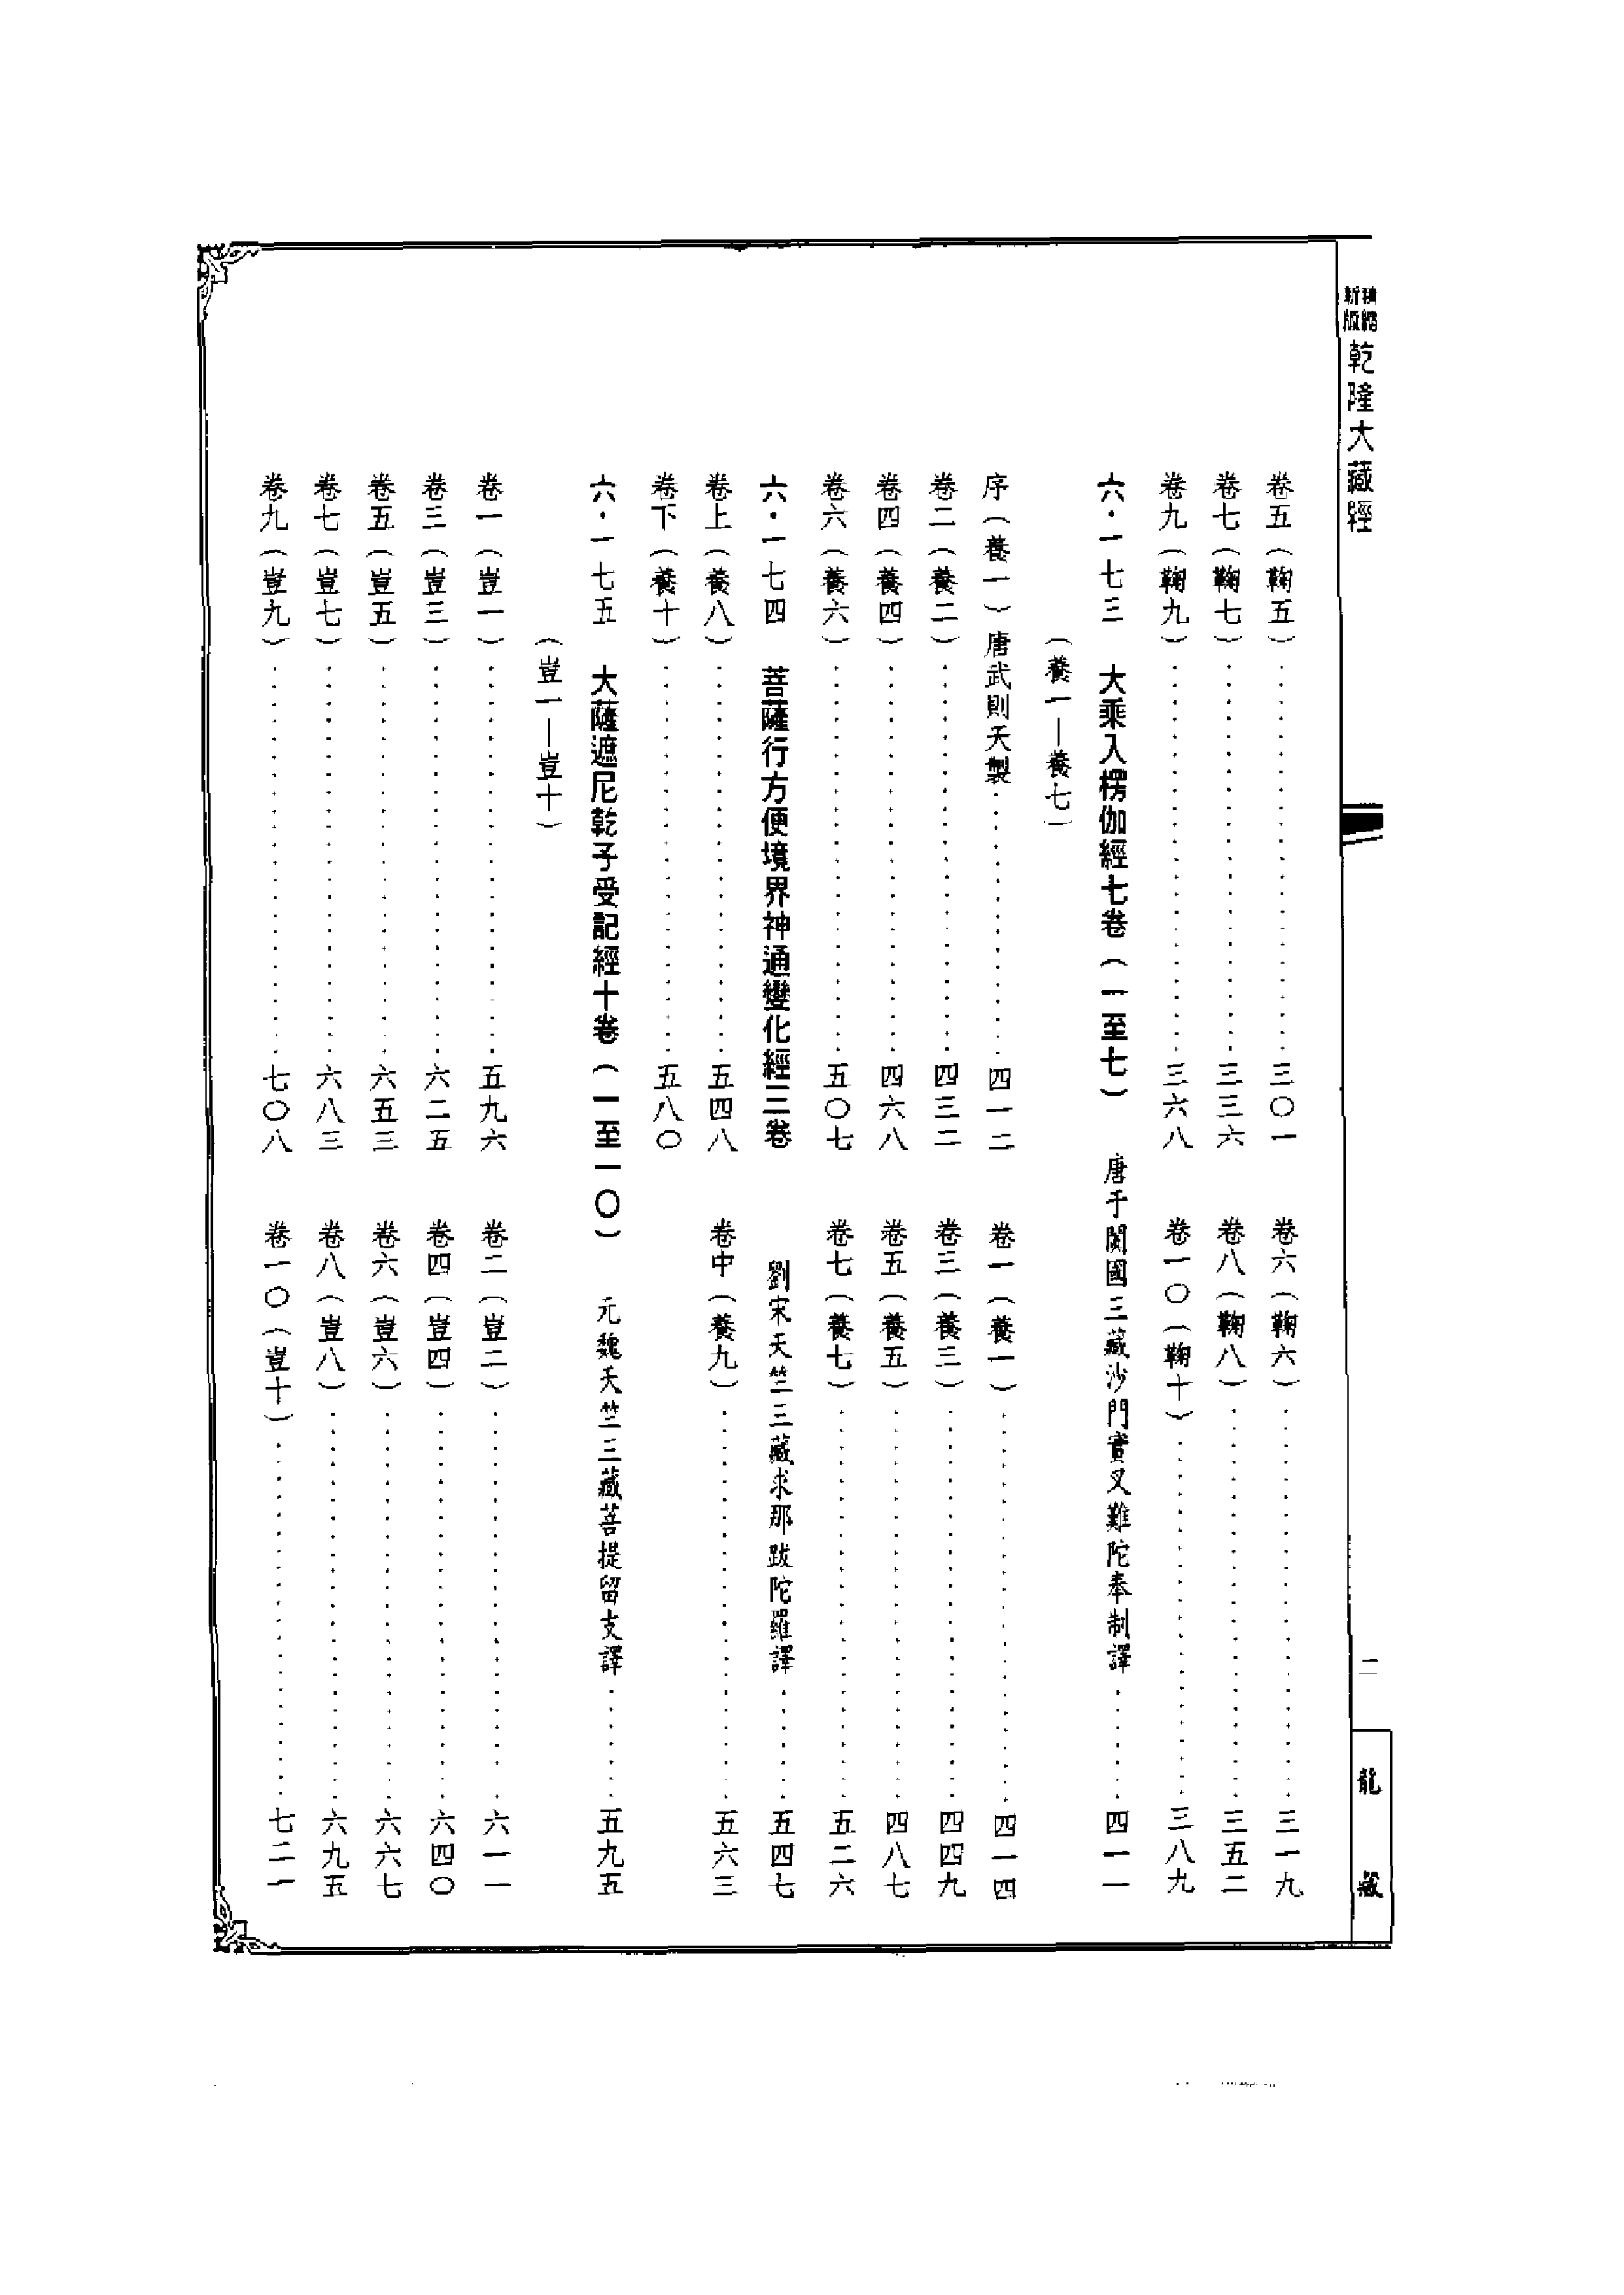 新編
縮版
乾隆大藏經
二
龍藏
卷五（鞠五）……三〇一　卷六（鞠六）……三一九
卷七（鞠七）……三三六　卷八（鞠八）……三五二
卷九（鞠九）……三六八　卷一〇（鞠十）……三八九
六·一七三　大乘入楞伽經七卷（一至七）　唐于闐國三藏沙門實叉難陀奉制譯……四一一
（養一—養七）
序（養一）唐武則天製……四一二　卷一（養一）……四一四
卷二（養二）……四三二　卷三（養三）……四四九
卷四（養四）……四六八　卷五（養五）……四八七
卷六（養六）……五〇七　卷七（養七）……五二六
六·一七四　菩薩行方便境界神通變化經三卷　劉宋天竺三藏求那跋陀羅譯……五四七
卷上（養八）……五四八　卷中（養九）……五六三
卷下（養十）……五八〇
六·一七五　大薩遮尼乾子受記經十卷（一至一〇）　元魏天竺三藏菩提留支譯……五九五
（豈一—豈十）
卷一（豈一）……五九六　卷二（豈二）……六一一
卷三（豈三）……六二五　卷四（豈四）……六四〇
卷五（豈五）……六五三　卷六（豈六）……六六七
卷七（豈七）……六八三　卷八（豈八）……六九五
卷九（豈九）……七〇八　卷一〇（豈十）……七二一